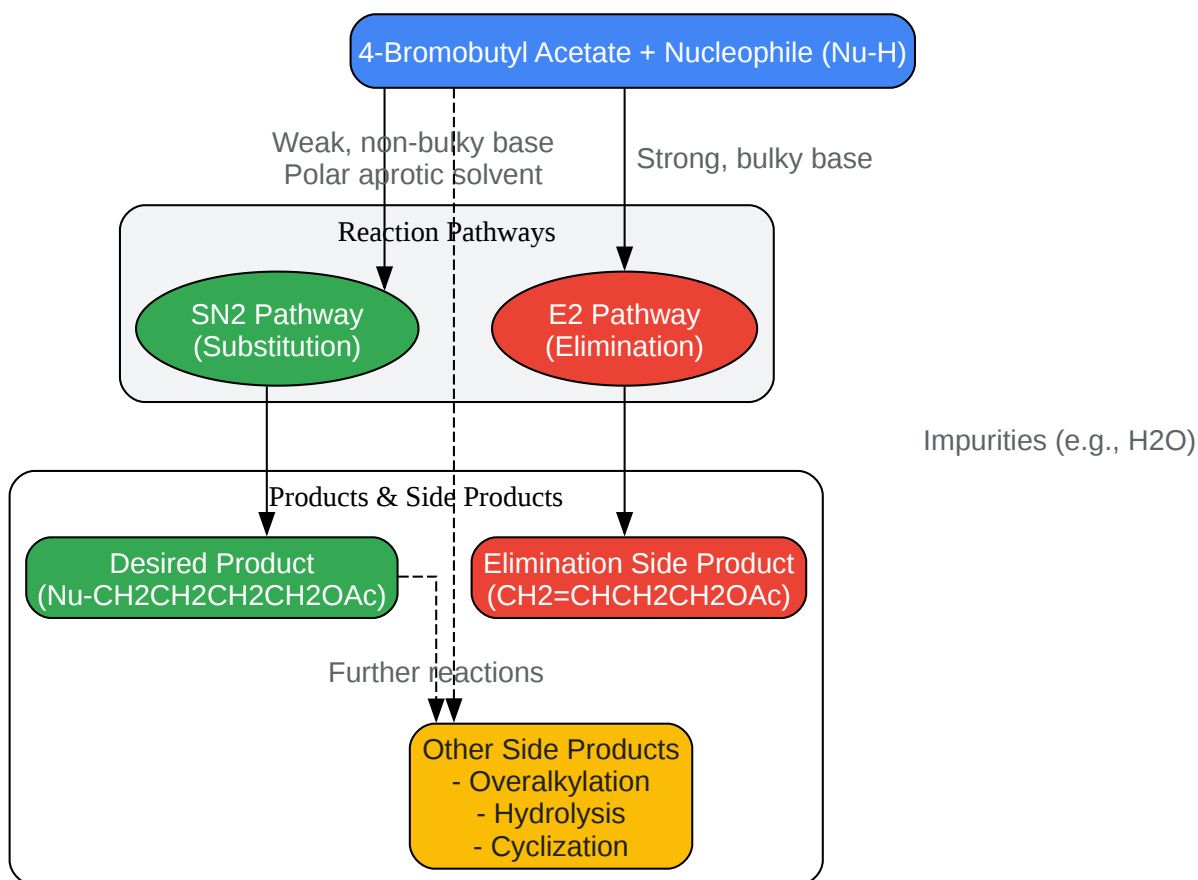 4-Bromobutyl Acetate + Nucleophile (Nu-H)
Weak, non-bulky base
Polar aprotic solvent
Strong, bulky base
Reaction Pathways
SN2 Pathway
(Substitution)
E2 Pathway
(Elimination)
Impurities (e.g., H2O)
Products & Side Products
Desired Product
(Nu-CH2CH2CH2CH2OAc)
Elimination Side Product
(CH2=CHCH2CH2OAc)
Further reactions
Other Side Products
- Overalkylation
- Hydrolysis
- Cyclization